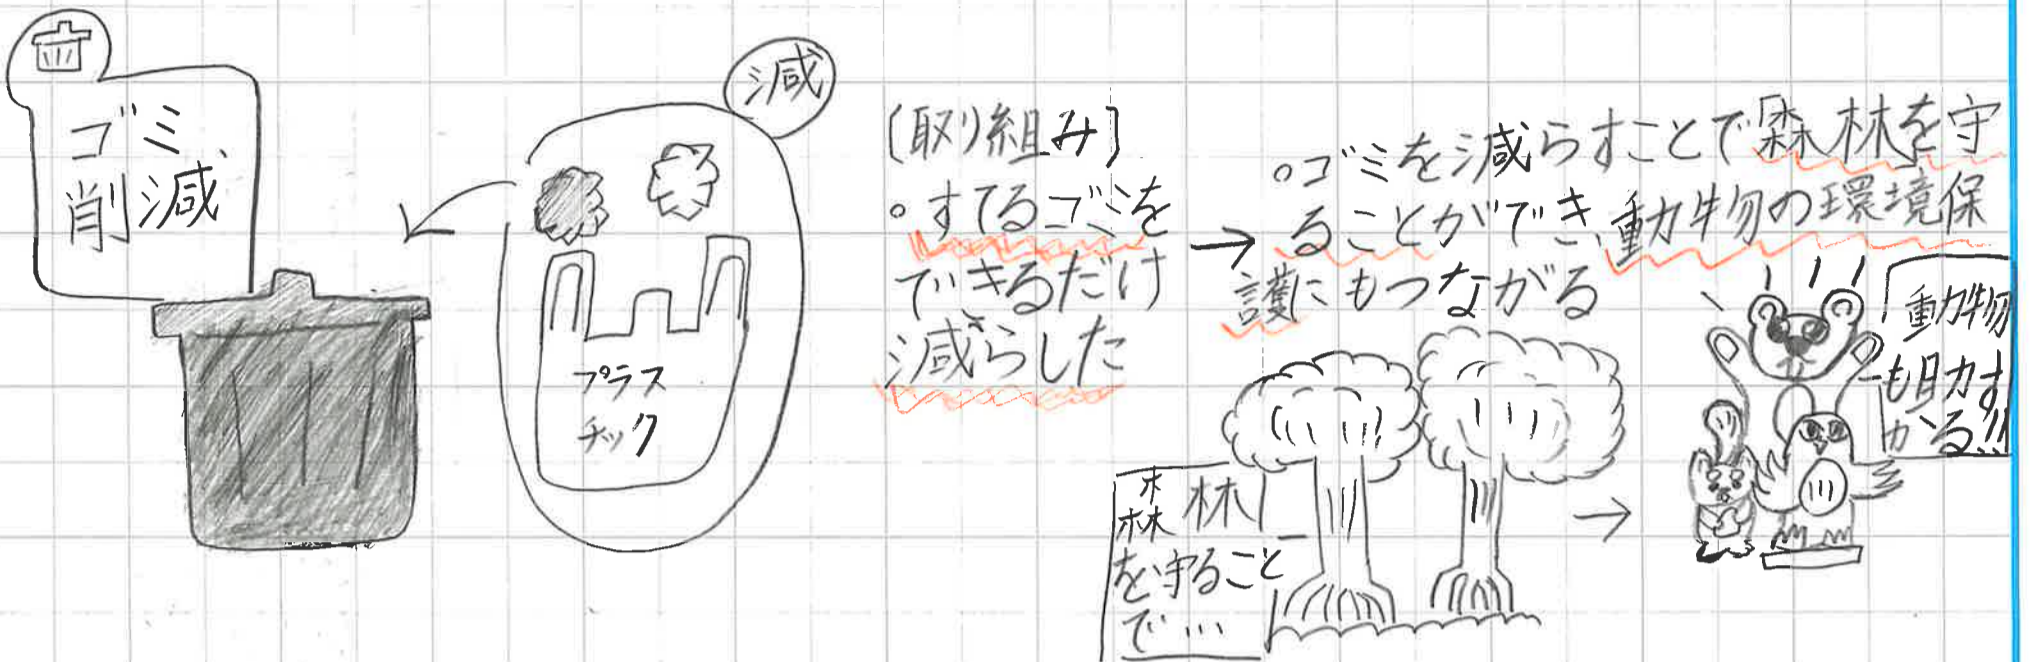 ゴミ
削減
減
プラス
チック
[取り組み]
。すてるゴミを
できるだけ
減らした
→
。ゴミを減らすことで森林を守
ることができ、動物の環境保
護にもつながる
森林
を守ること
で…
→
動物
も助
かる!!